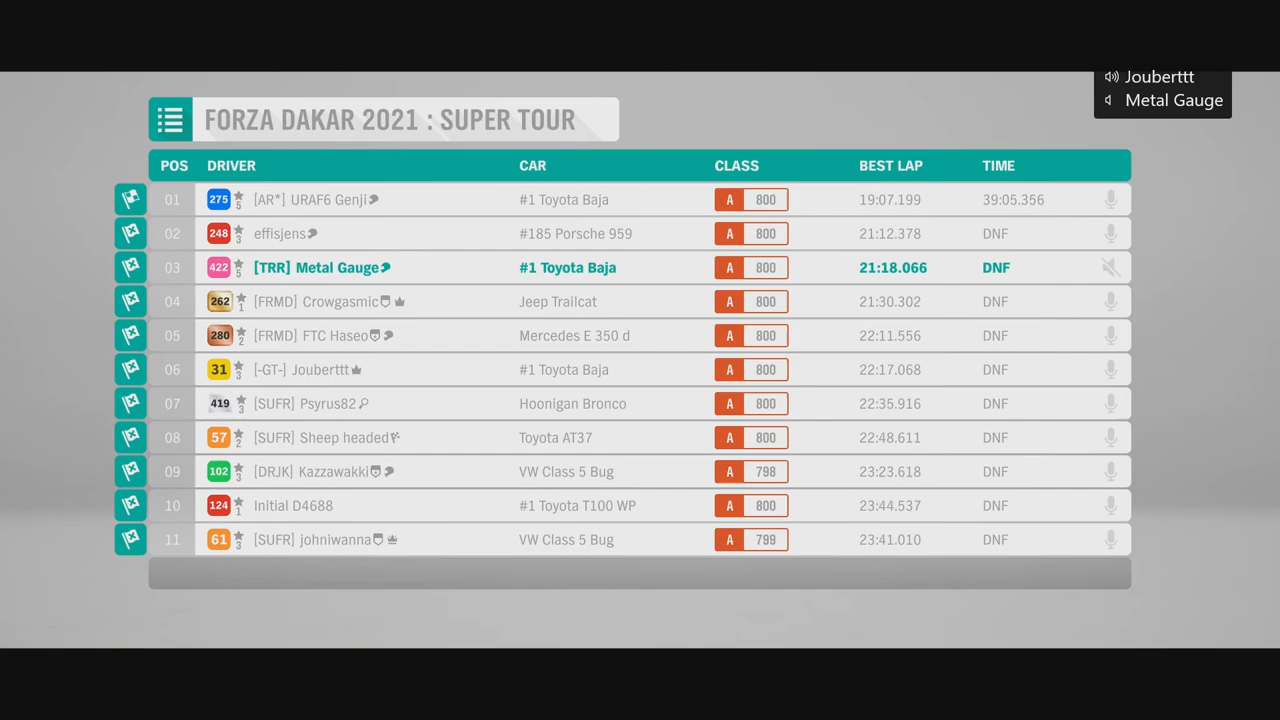 Jouberttt
Metal Gauge
FORZA DAKAR 2021 : SUPER TOUR
POS DRIVER CAR CLASS BEST LAP TIME
01 275 5 [AR*] URAF6 Genji #1 Toyota Baja A 800 19:07.199 39:05.356
02 248 3 effisjens #185 Porsche 959 A 800 21:12.378 DNF
03 422 5 [TRR] Metal Gauge #1 Toyota Baja A 800 21:18.066 DNF
04 262 1 [FRMD] Crowgasmic Jeep Trailcat A 800 21:30.302 DNF
05 280 2 [FRMD] FTC Haseo Mercedes E 350 d A 800 22:11.556 DNF
06 31 3 [-GT-] Jouberttt #1 Toyota Baja A 800 22:17.068 DNF
07 419 3 [SUFR] Psyrus82 Hoonigan Bronco A 800 22:35.916 DNF
08 57 2 [SUFR] Sheep headed Toyota AT37 A 800 22:48.611 DNF
09 102 3 [DRJK] Kazzawakki VW Class 5 Bug A 798 23:23.618 DNF
10 124 1 Initial D4688 #1 Toyota T100 WP A 800 23:44.537 DNF
11 61 3 [SUFR] johniwanna VW Class 5 Bug A 799 23:41.010 DNF